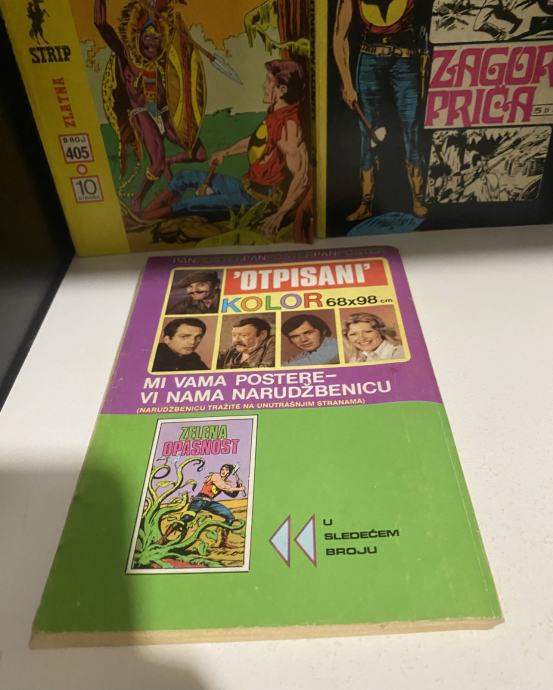 STRIP
ZLATNA
BROJ
405
10
ZAGOR
PRIČA
'OTPISANI'
KOLOR 68x98 cm
MI VAMA POSTERE—
VI NAMA NARUDŽBENICU
(NARUDŽBENICU TRAŽITE NA UNUTRAŠNJIM STRANAMA)
ZELENA
OPASNOST
U
SLEDEĆEM
BROJU